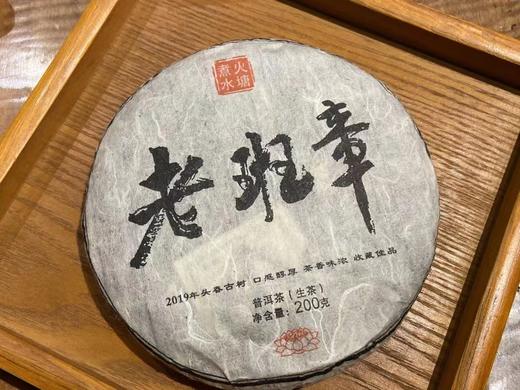 火塘
煮水
老班章
2019年头春古树 口感醇厚 茶香味浓 收藏佳品
普洱茶（生茶）
净含量：200克